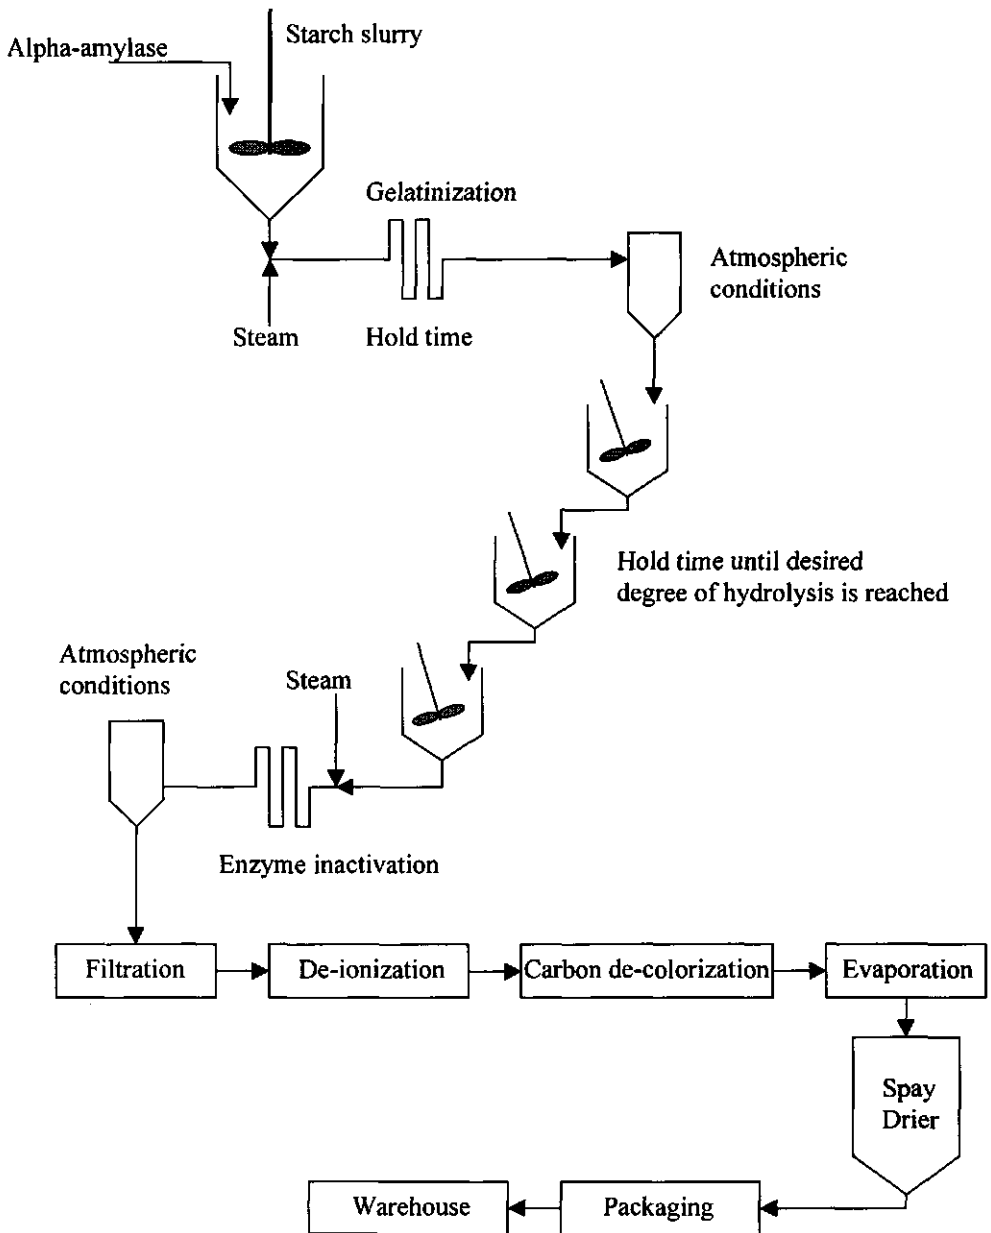 Alpha-amylase
Starch slurry
Gelatinization
Atmospheric
conditions
Steam
Hold time
Hold time until desired
degree of hydrolysis is reached
Atmospheric
conditions
Steam
Enzyme inactivation
Filtration
De-ionization
Carbon de-colorization
Evaporation
Spay
Drier
Warehouse
Packaging